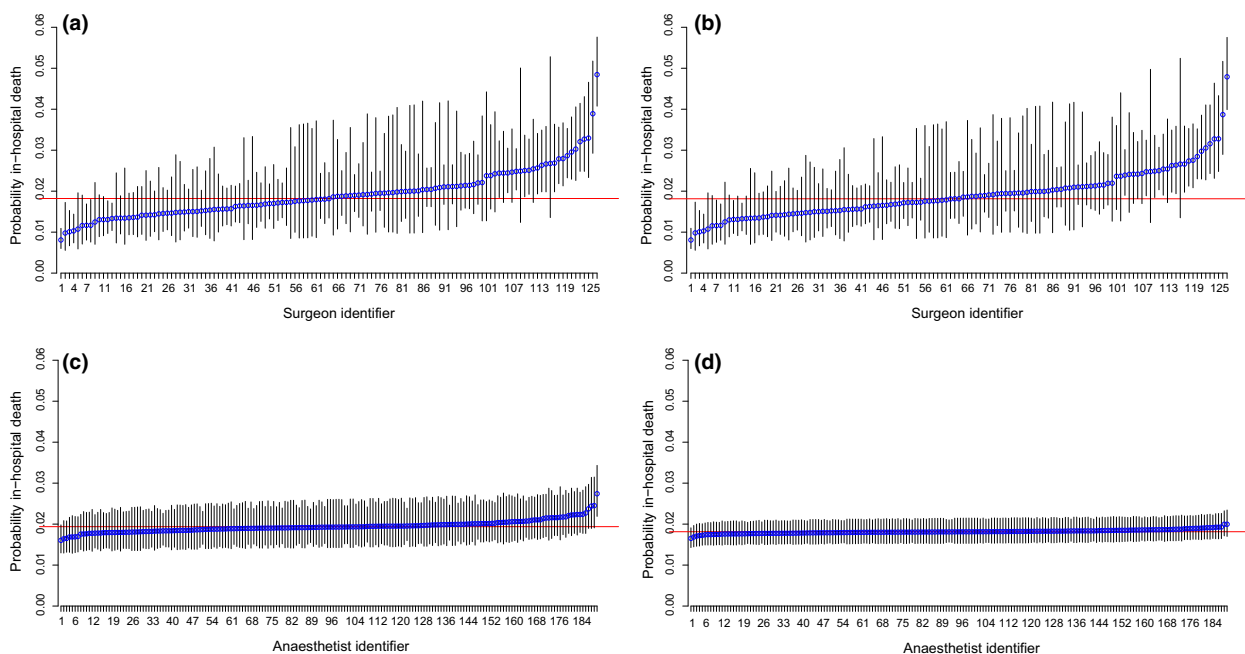 (a)
0.06
0.05
0.04
0.03
0.02
0.01
0.00
Probability in-hospital death
1 4 7 11 16 21 26 31 36 41 46 51 56 61 66 71 76 81 86 91 96 101 107 113 119 125
Surgeon identifier
(b)
0.06
0.05
0.04
0.03
0.02
0.01
0.00
Probability in-hospital death
1 4 7 11 16 21 26 31 36 41 46 51 56 61 66 71 76 81 86 91 96 101 107 113 119 125
Surgeon identifier
(c)
0.06
0.05
0.04
0.03
0.02
0.01
0.00
Probability in-hospital death
1 6 12 19 26 33 40 47 54 61 68 75 82 89 96 104 112 120 128 136 144 152 160 168 176 184
Anaesthetist identifier
(d)
0.06
0.05
0.04
0.03
0.02
0.01
0.00
Probability in-hospital death
1 6 12 19 26 33 40 47 54 61 68 75 82 89 96 104 112 120 128 136 144 152 160 168 176 184
Anaesthetist identifier